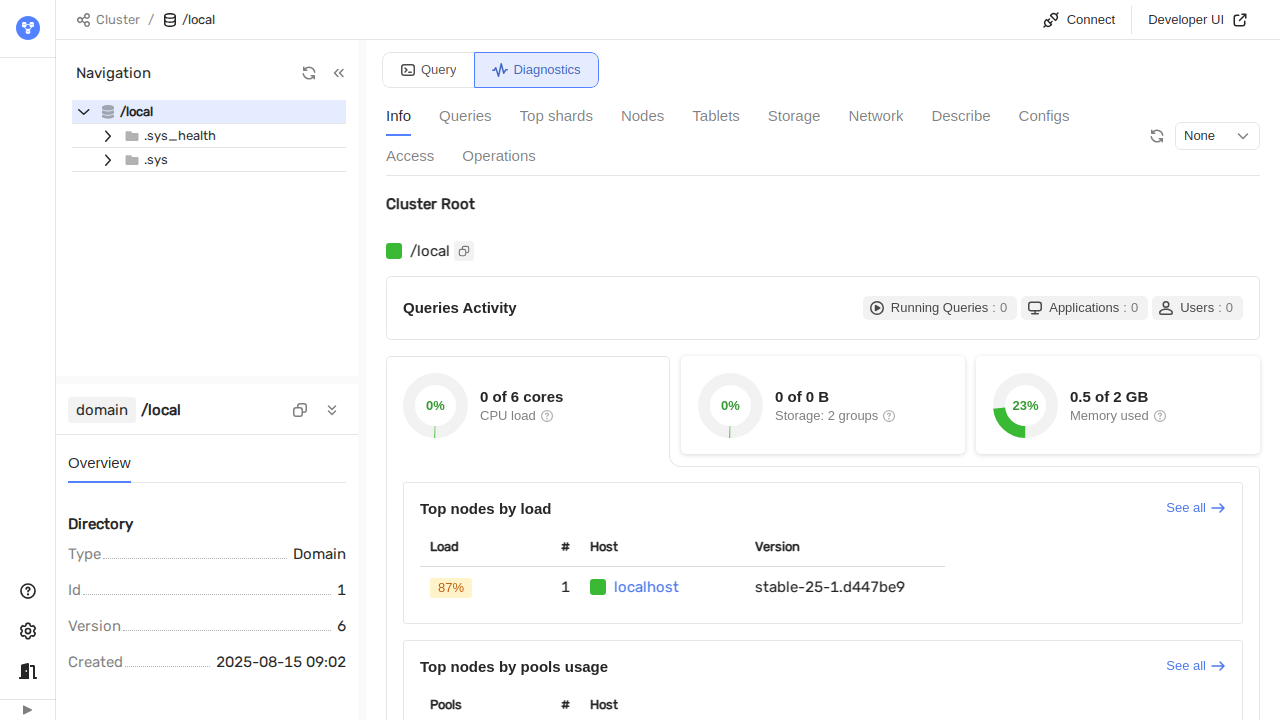 Cluster / /local
Connect
Developer UI
Navigation
/local
.sys_health
.sys
domain /local
Overview
Directory
Type Domain
Id 1
Version 6
Created 2025-08-15 09:02
Query
Diagnostics
Info Queries Top shards Nodes Tablets Storage Network Describe Configs
Access Operations
None
Cluster Root
/local
Queries Activity
Running Queries : 0
Applications : 0
Users : 0
0%
0 of 6 cores
CPU load
0%
0 of 0 B
Storage: 2 groups
23%
0.5 of 2 GB
Memory used
Top nodes by load
See all
Load # Host Version
87% 1 localhost stable-25-1.d447be9
Top nodes by pools usage
See all
Pools # Host